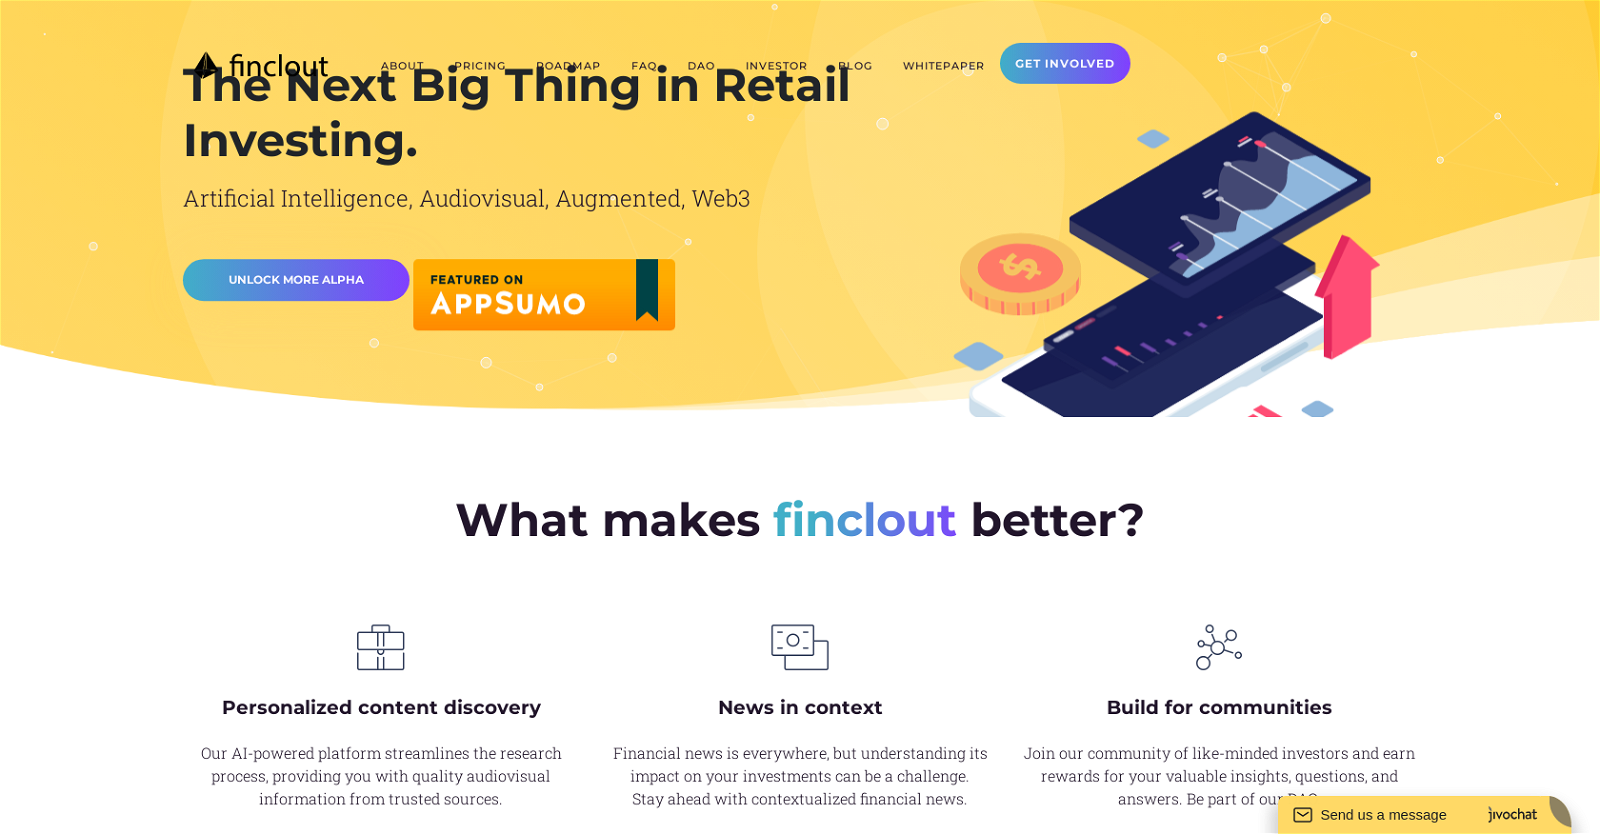 finclout
ABOUT PRICING ROADMAP FAQ DAO INVESTOR BLOG WHITEPAPER GET INVOLVED
The Next Big Thing in Retail
Investing.
Artificial Intelligence, Audiovisual, Augmented, Web3
UNLOCK MORE ALPHA
FEATURED ON
APPSUMO
What makes finclout better?
Personalized content discovery
Our AI-powered platform streamlines the research
process, providing you with quality audiovisual
information from trusted sources.
News in context
Financial news is everywhere, but understanding its
impact on your investments can be a challenge.
Stay ahead with contextualized financial news.
Build for communities
Join our community of like-minded investors and earn
rewards for your valuable insights, questions, and
answers. Be part of our DAO
Send us a message jivochat